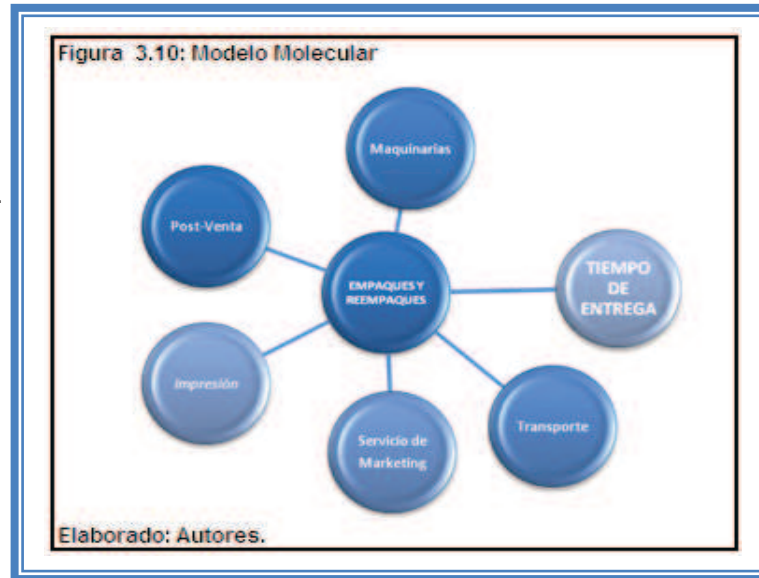 Figura 3.10: Modelo Molecular
Maquinarias
Post-Venta
EMPAQUES Y
REEMPAQUES
TIEMPO
DE
ENTREGA
Impresión
Servicio de
Marketing
Transporte
Elaborado: Autores.